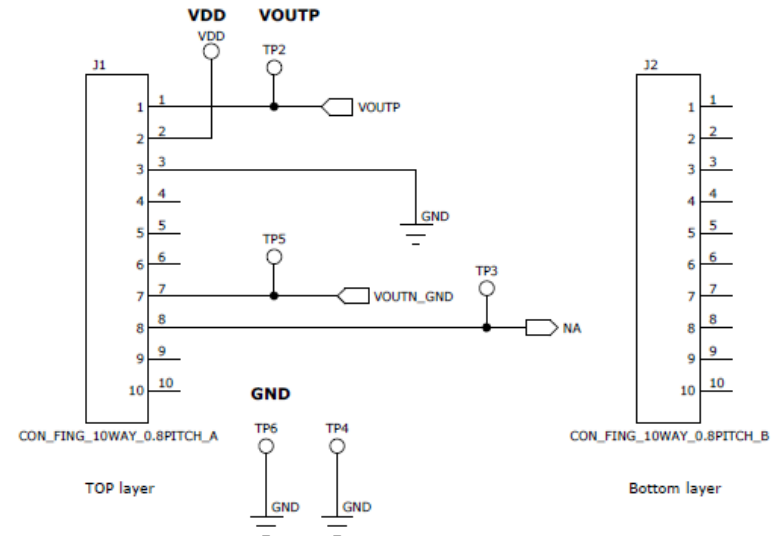 VDD VOUTP
VDD
TP2
J1
J2
1 1 VOUTP 1 1
2 2 2 2
3 3 3 3
4 4 GND 4 4
5 5 5 5
TP5
6 6 6 6
TP3
7 7 VOUTN_GND 7 7
8 8 NA 8 8
9 9 9 9
10 10 10 10
GND
TP6 TP4
CON_FING_10WAY_0.8PITCH_A CON_FING_10WAY_0.8PITCH_B
TOP layer Bottom layer
GND GND